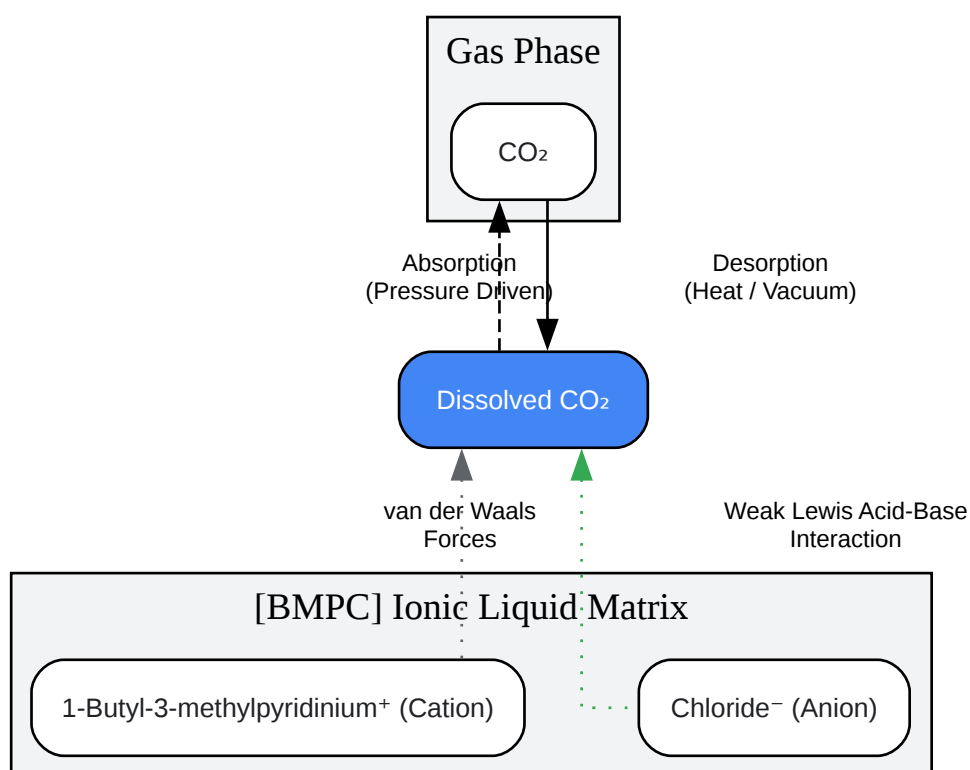 Gas Phase
CO₂
Absorption
(Pressure Driven)
Desorption
(Heat / Vacuum)
Dissolved CO₂
van der Waals
Forces
Weak Lewis Acid-Base
Interaction
[BMPC] Ionic Liquid Matrix
1-Butyl-3-methylpyridinium⁺ (Cation)
Chloride⁻ (Anion)